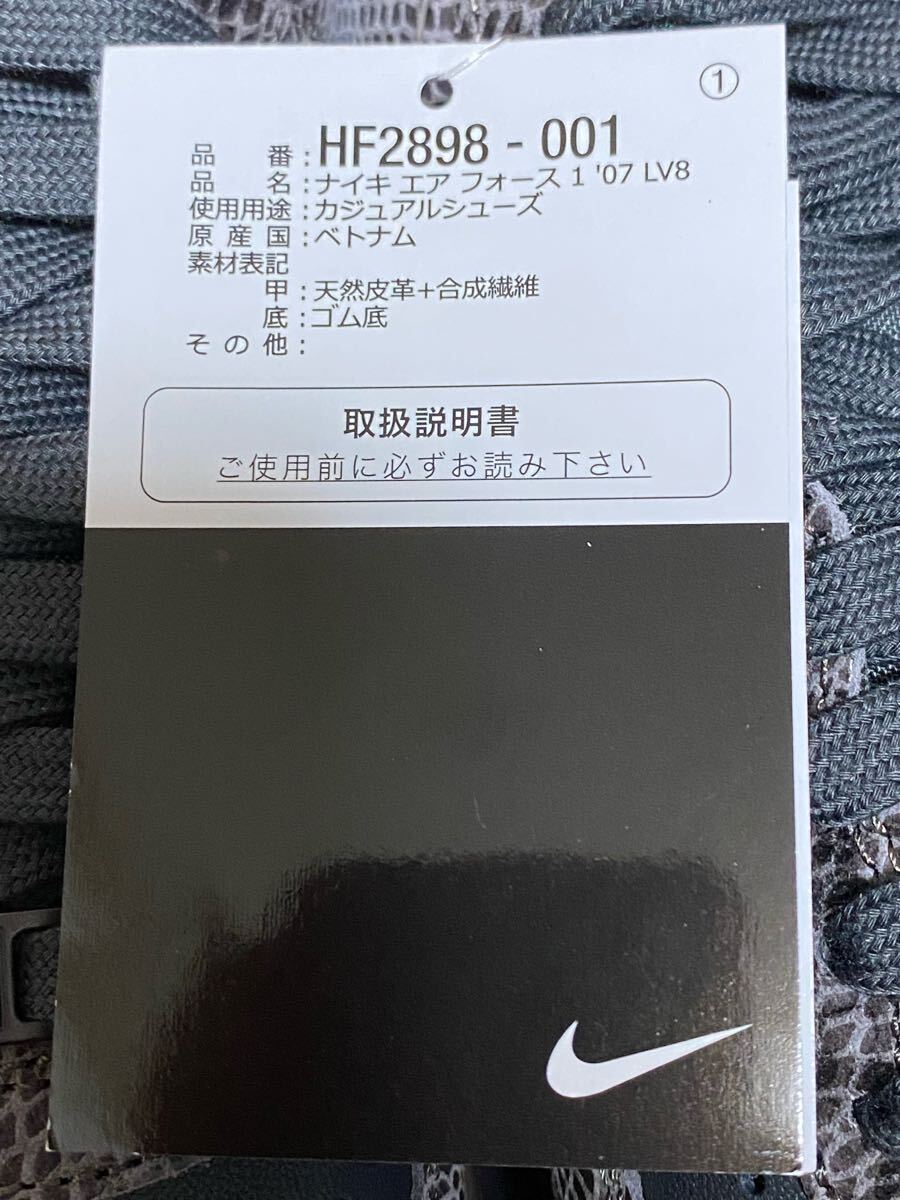 ①
品番:HF2898 - 001
品名:ナイキ エア フォース 1 '07 LV8
使用用途:カジュアルシューズ
原産国:ベトナム
素材表記
甲:天然皮革+合成繊維
底:ゴム底
その他:
取扱説明書
ご使用前に必ずお読み下さい